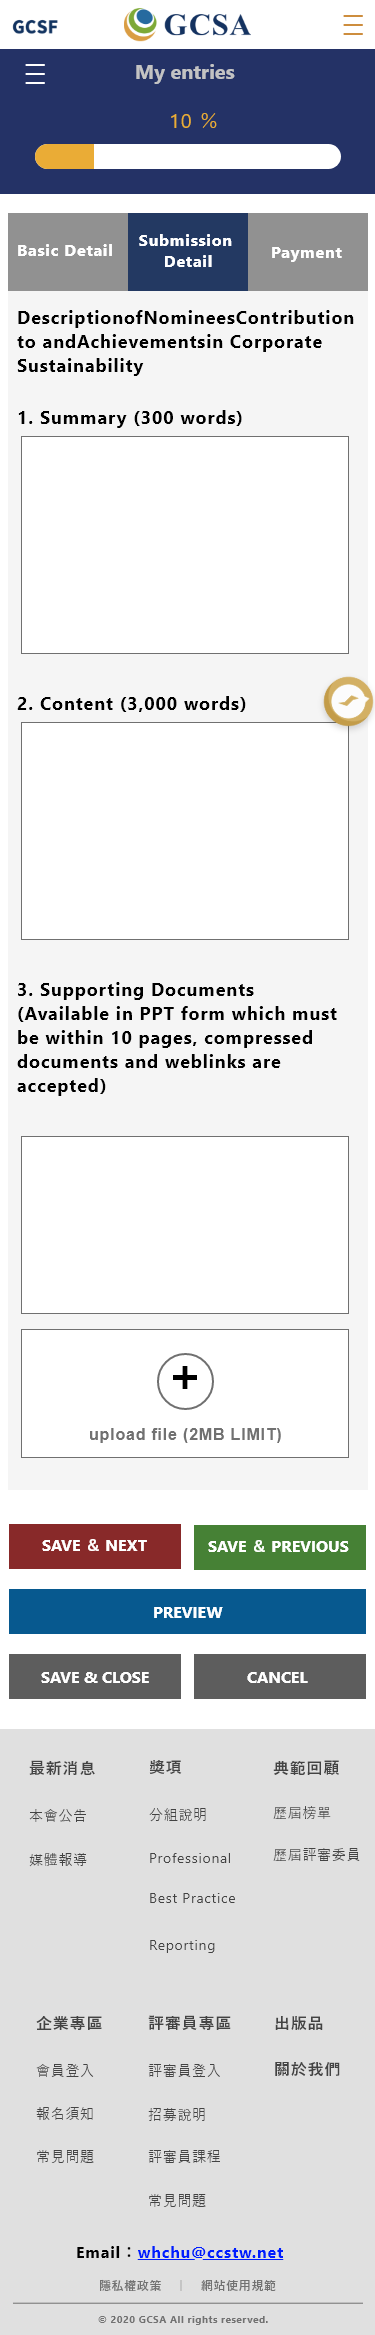 GCSF
GCSA
My entries
10 %
Basic Detail
Submission
Detail
Payment
DescriptionofNomineesContribution
to andAchievementsin Corporate
Sustainability
1. Summary (300 words)
2. Content (3,000 words)
3. Supporting Documents
(Available in PPT form which must
be within 10 pages, compressed
documents and weblinks are
accepted)
+
upload file (2MB LIMIT)
SAVE & NEXT
SAVE & PREVIOUS
PREVIEW
SAVE & CLOSE
CANCEL
最新消息
獎項
典範回顧
本會公告
分組說明
歷屆榜單
媒體報導
Professional
歷屆評審委員
Best Practice
Reporting
企業專區
評審員專區
出版品
會員登入
評審員登入
關於我們
報名須知
招募說明
常見問題
評審員課程
常見問題
Email：whchu@ccstw.net
隱私權政策 | 網站使用規範
© 2020 GCSA All rights reserved.